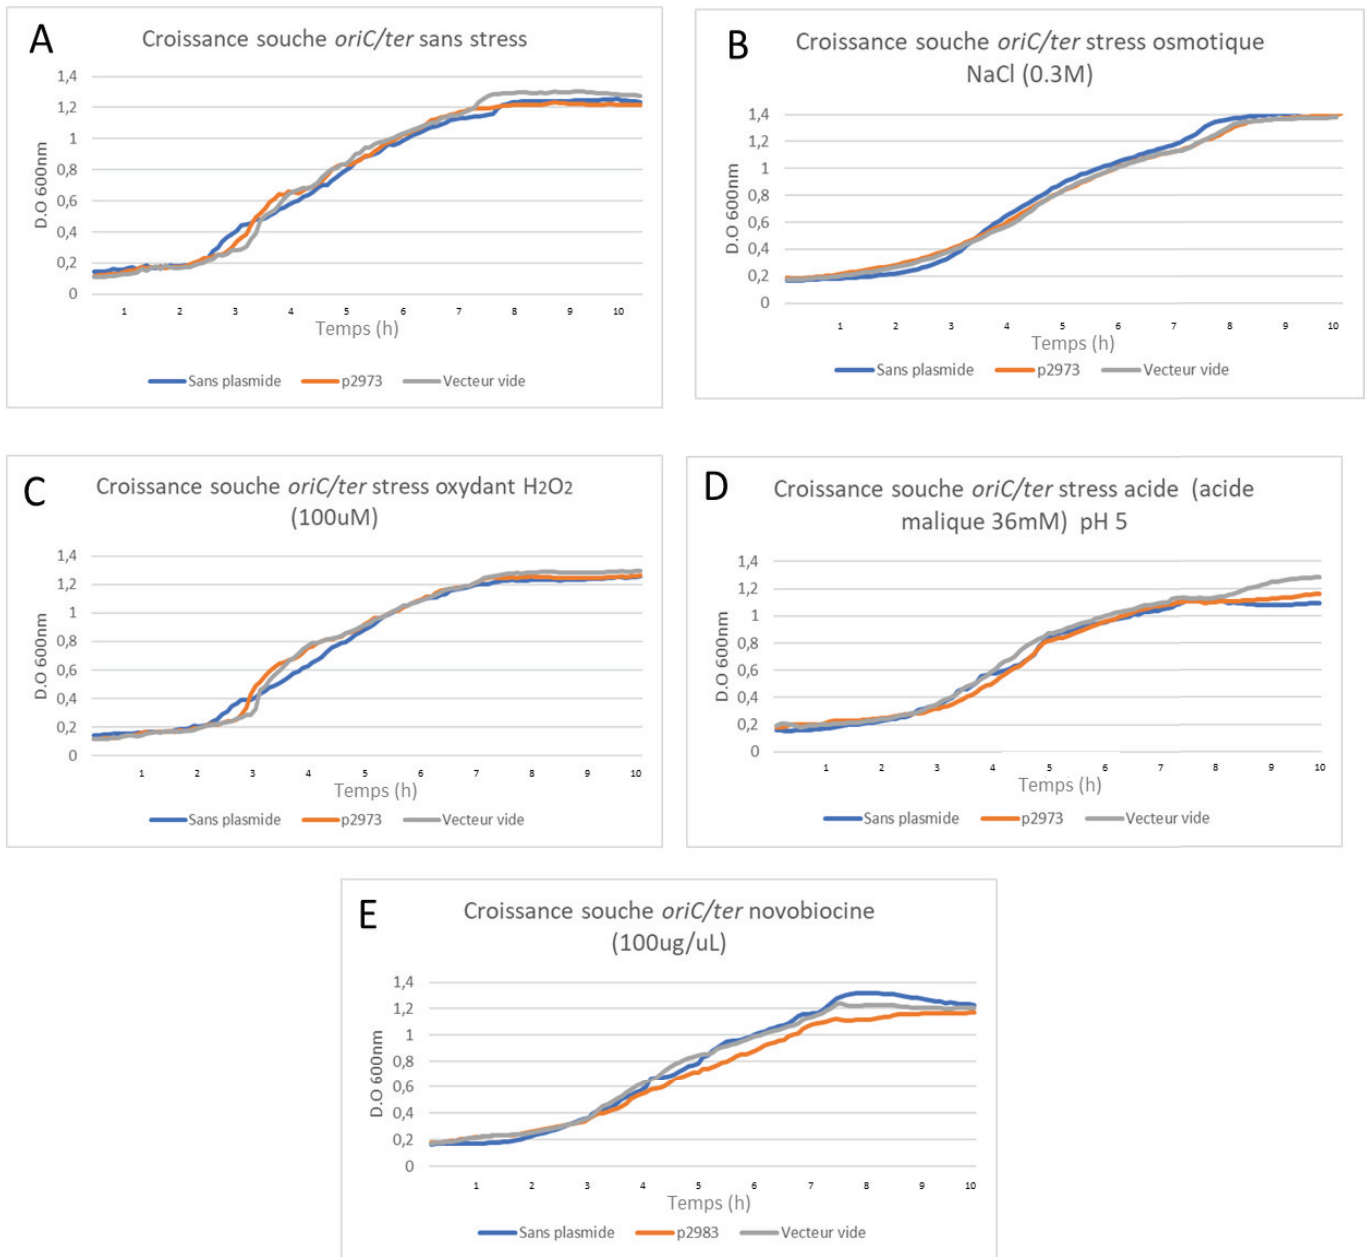 A
Croissance souche oriC/ter sans stress
1,4
1,2
1
0,8
0,6
0,4
0,2
0
D.O 600nm
1 2 3 4 5 6 7 8 9 10
Temps (h)
Sans plasmide p2973 Vecteur vide
B
Croissance souche oriC/ter stress osmotique
NaCl (0.3M)
1,4
1,2
1
0,8
0,6
0,4
0,2
0
D.O 600nm
1 2 3 4 5 6 7 8 9 10
Temps (h)
Sans plasmide p2973 Vecteur vide
C
Croissance souche oriC/ter stress oxydant H2O2
(100uM)
1,4
1,2
1
0,8
0,6
0,4
0,2
0
D.O 600nm
1 2 3 4 5 6 7 8 9 10
Temps (h)
Sans plasmide p2973 Vecteur vide
D
Croissance souche oriC/ter stress acide (acide
malique 36mM) pH 5
1,4
1,2
1
0,8
0,6
0,4
0,2
0
D.O 600nm
1 2 3 4 5 6 7 8 9 10
Temps (h)
Sans plasmide p2973 Vecteur vide
E
Croissance souche oriC/ter novobiocine
(100ug/uL)
1,4
1,2
1
0,8
0,6
0,4
0,2
0
D.O 600nm
1 2 3 4 5 6 7 8 9 10
Temps (h)
Sans plasmide p2983 Vecteur vide